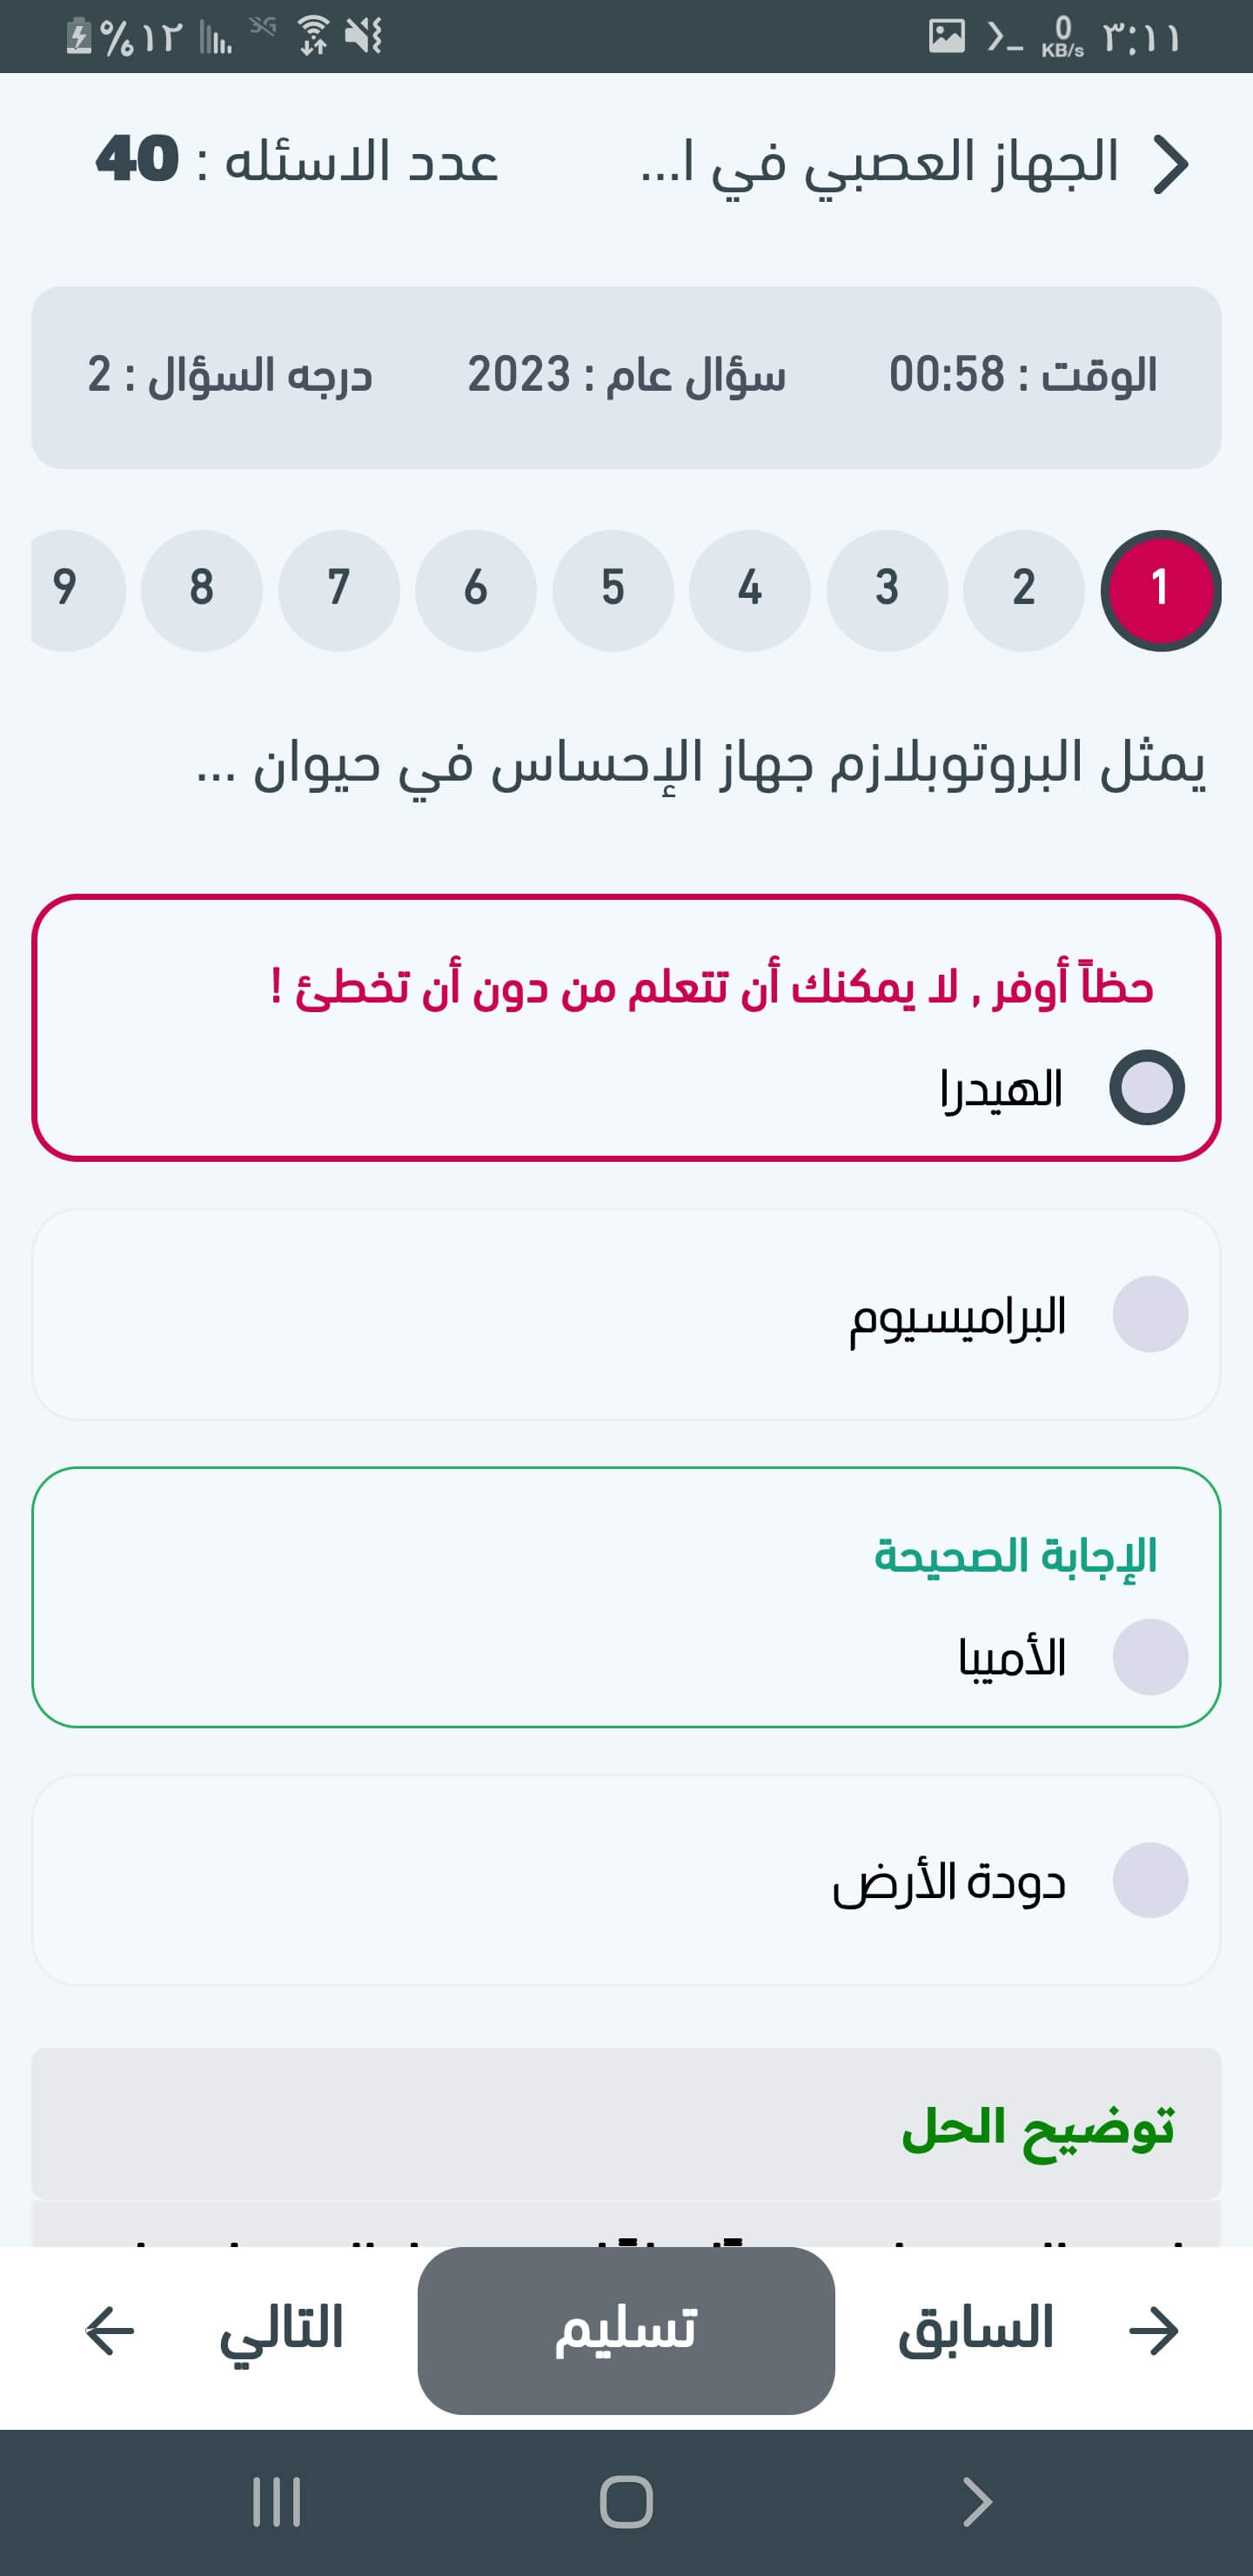 ٣:١١ 0 KB/s %١٢
الجهاز العصبي في ا... عدد الاسئله : 40
الوقت : 00:58 سؤال عام : 2023 درجه السؤال : 2
1 2 3 4 5 6 7 8 9
يمثل البروتوبلازم جهاز الإحساس في حيوان ...
حظاً أوفر , لا يمكنك أن تتعلم من دون أن تخطئ !
الهيدرا
البراميسيوم
الإجابة الصحيحة
الأميبا
دودة الأرض
توضيح الحل
السابق تسليم التالي